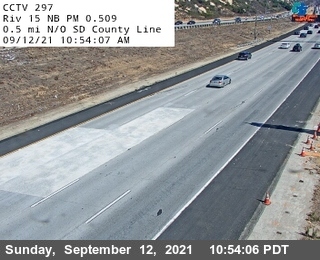 CCTV 297
Riv 15 NB PM 0.509
0.5 mi N/O SD County Line
09/12/21 10:54:07 AM
Sunday, September 12, 2021 10:54:06 PDT